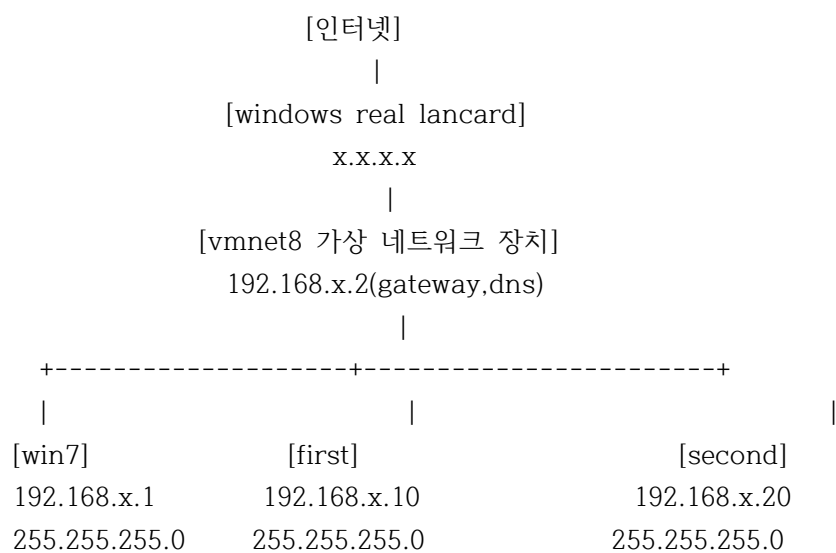 [인터넷]
|
[windows real lancard]
x.x.x.x
|
[vmnet8 가상 네트워크 장치]
192.168.x.2(gateway,dns)
|
+--------------------+------------------------+
| | |
[win7] [first] [second]
192.168.x.1 192.168.x.10 192.168.x.20
255.255.255.0 255.255.255.0 255.255.255.0